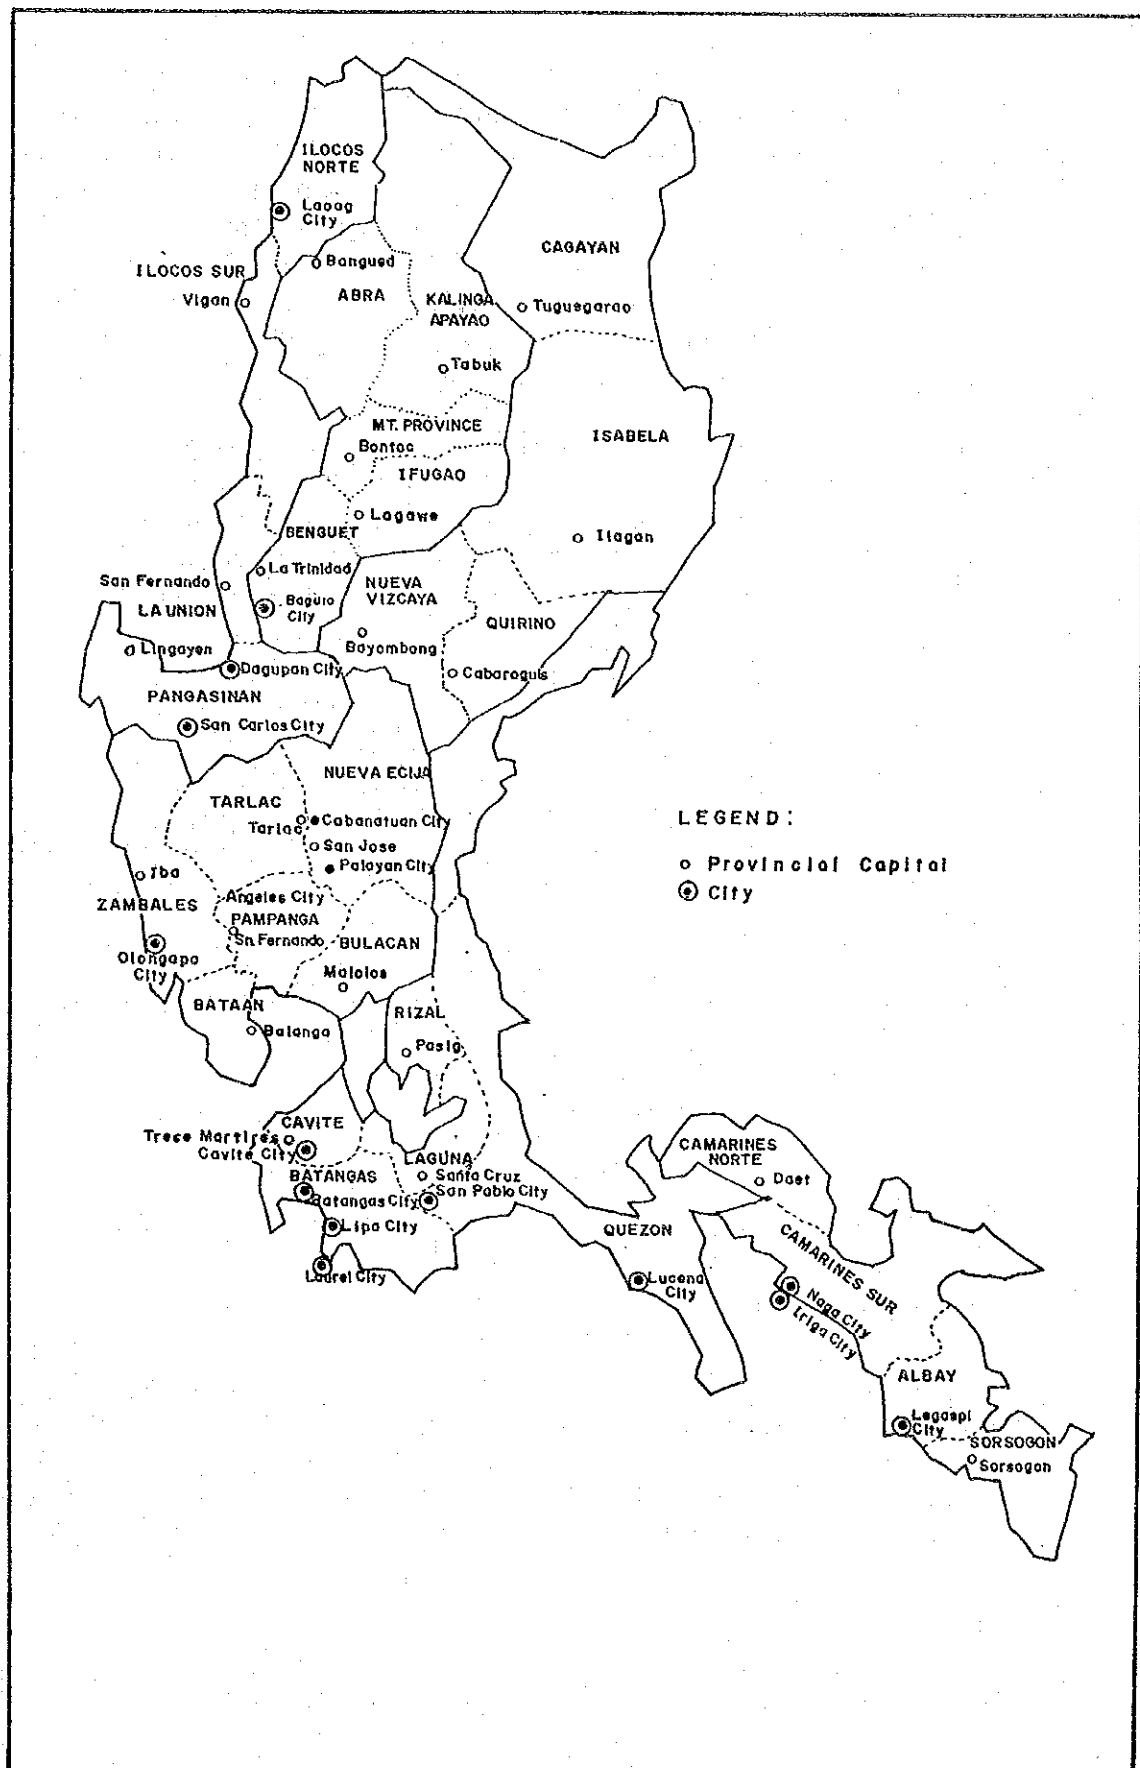 ILOCOS
NORTE
Laoag
City
CAGAYAN
ILOCOS SUR
Bangued
Vigan
ABRA
KALINGA
APAYAO
Tuguegarao
Tabuk
MT. PROVINCE
Bontoc
ISABELA
IFUGAO
Lagawe
BENGUET
Ilagan
La Trinidad
San Fernando
LA UNION
NUEVA
VIZCAYA
Baguio
City
QUIRINO
Bayombong
Lingayen
Dagupan City
Cabaroguis
PANGASINAN
San Carlos City
NUEVA ECIJA
TARLAC
Tarlac
Cabanatuan City
San Jose
Palayan City
LEGEND:
Provincial Capital
City
Iba
ZAMBALES
Angeles City
PAMPANGA
Sn. Fernando
BULACAN
Olongapo
City
Malolos
BATAAN
Balanga
RIZAL
Pasig
CAVITE
Trece Martires
Cavite City
LAGUNA
BATANGAS
Santa Cruz
San Pablo City
Batangas City
Lipa City
Laurel City
CAMARINES
NORTE
Daet
QUEZON
Lucena
City
CAMARINES SUR
Naga City
Iriga City
ALBAY
Legaspi
City
SORSOGON
Sorsogon